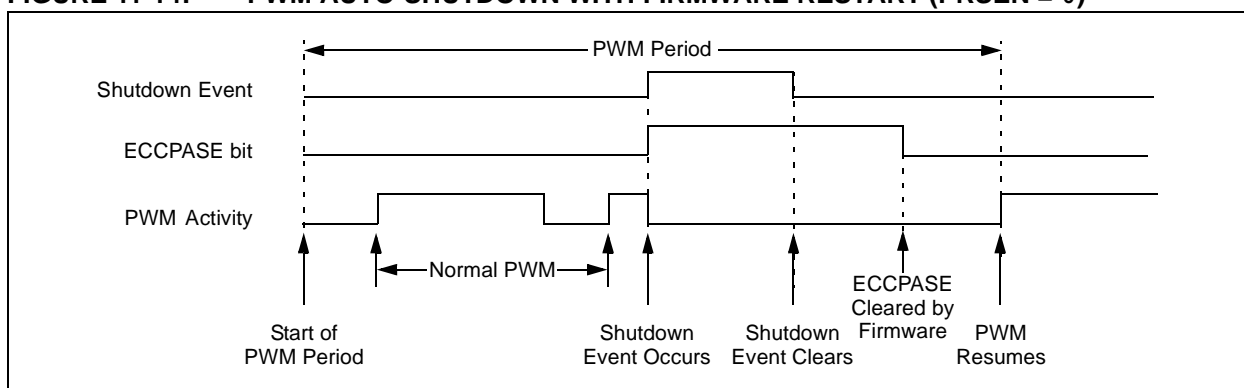 FIGURE 11-14: PWM AUTO-SHUTDOWN WITH FIRMWARE RESTART (PRSEN = 0)
PWM Period
Shutdown Event
ECCPASE bit
PWM Activity
Normal PWM
Start of
PWM Period
Shutdown
Event Occurs
Shutdown
Event Clears
ECCPASE
Cleared by
Firmware
PWM
Resumes